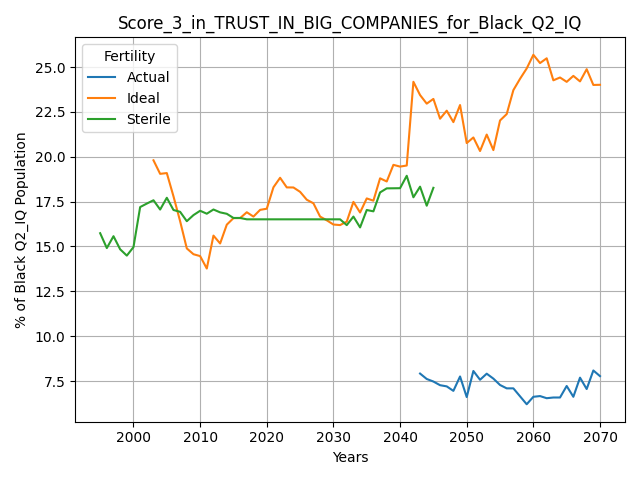 Score_3_in_TRUST_IN_BIG_COMPANIES_for_Black_Q2_IQ
Fertility
Actual
Ideal
Sterile
% of Black Q2_IQ Population
25.0
22.5
20.0
17.5
15.0
12.5
10.0
7.5
2000 2010 2020 2030 2040 2050 2060 2070
Years